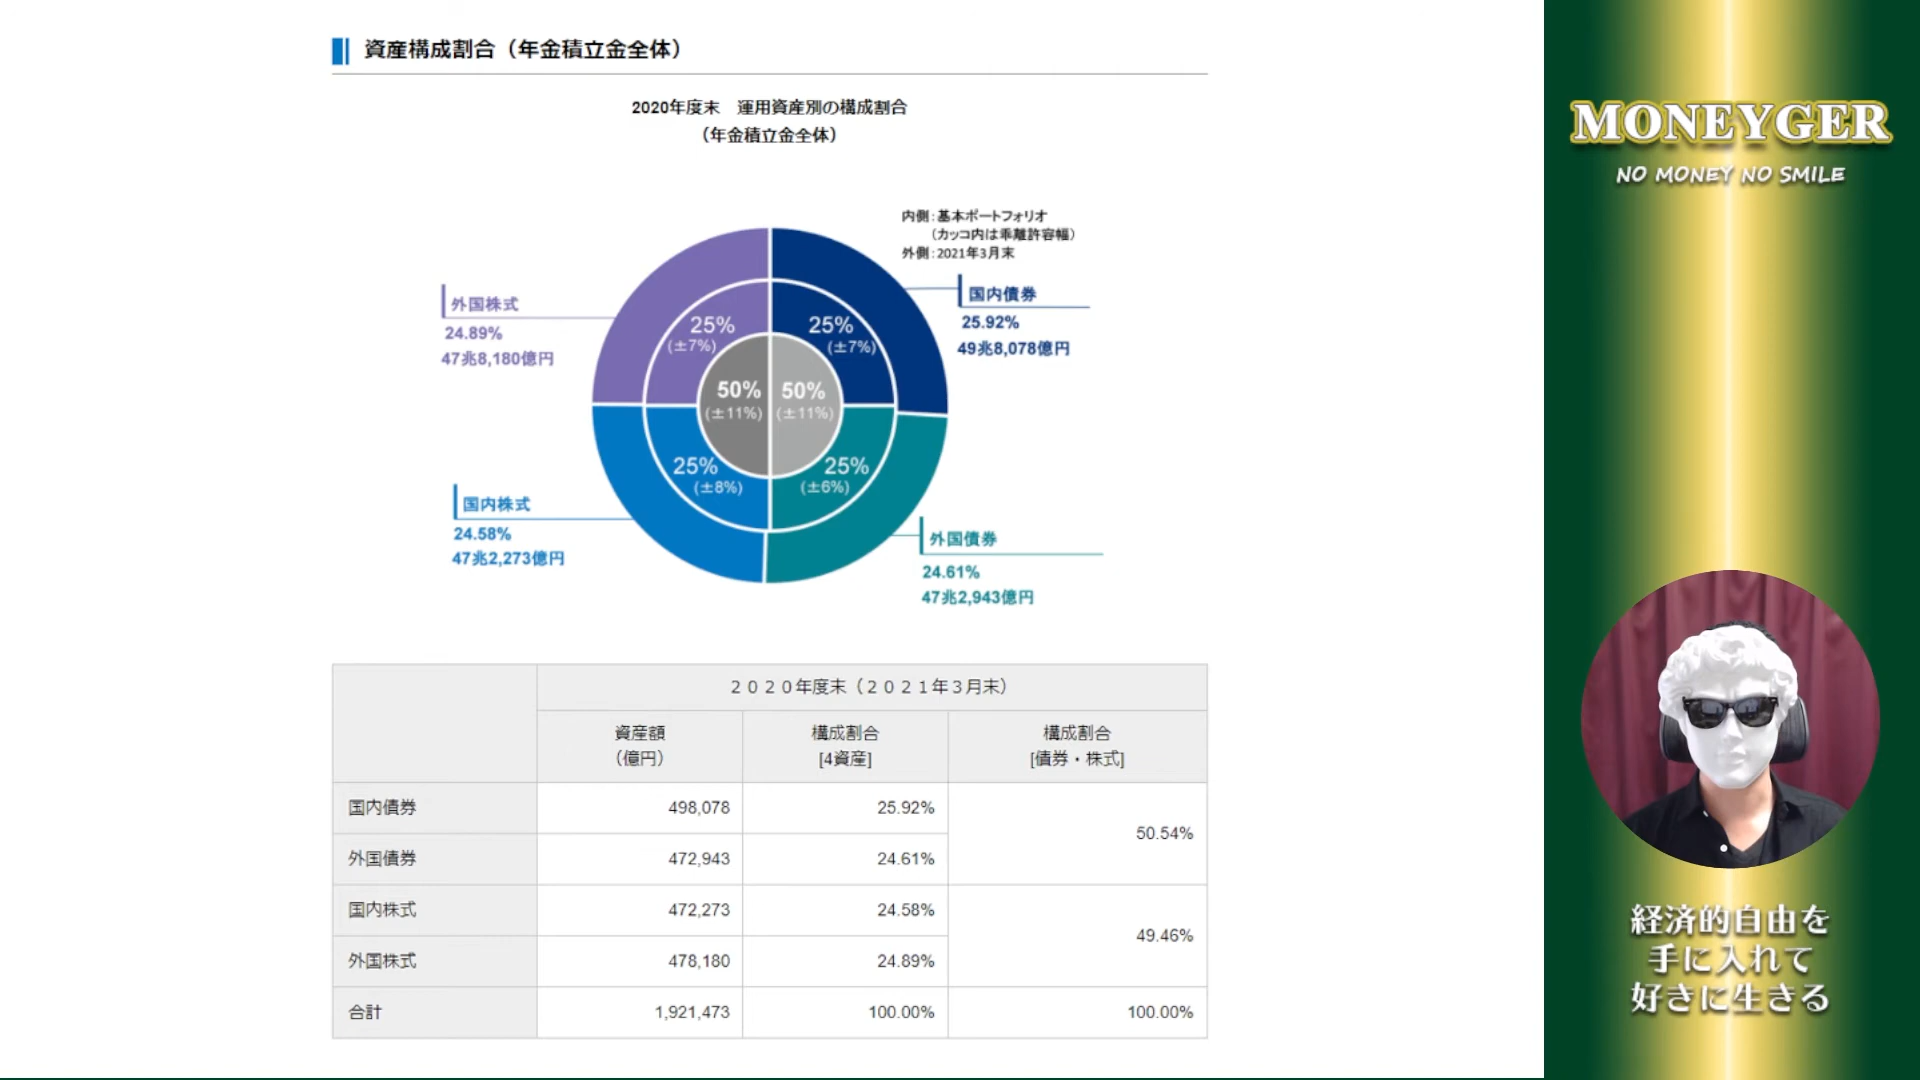 資産構成割合（年金積立金全体）
2020年度末　運用資産別の構成割合
（年金積立金全体）
内側：基本ポートフォリオ
（カッコ内は乖離許容幅）
外側：2021年3月末
外国株式
24.89%
47兆8,180億円
国内債券
25.92%
49兆8,078億円
25%
(±7%)
25%
(±7%)
50%
(±11%)
50%
(±11%)
25%
(±8%)
25%
(±6%)
国内株式
24.58%
47兆2,273億円
外国債券
24.61%
47兆2,943億円
２０２０年度末（２０２１年３月末）
資産額
（億円）
構成割合
[4資産]
構成割合
[債券・株式]
国内債券 498,078 25.92%
50.54%
外国債券 472,943 24.61%
国内株式 472,273 24.58%
49.46%
外国株式 478,180 24.89%
合計 1,921,473 100.00% 100.00%
MONEYGER
NO MONEY NO SMILE
経済的自由を
手に入れて
好きに生きる